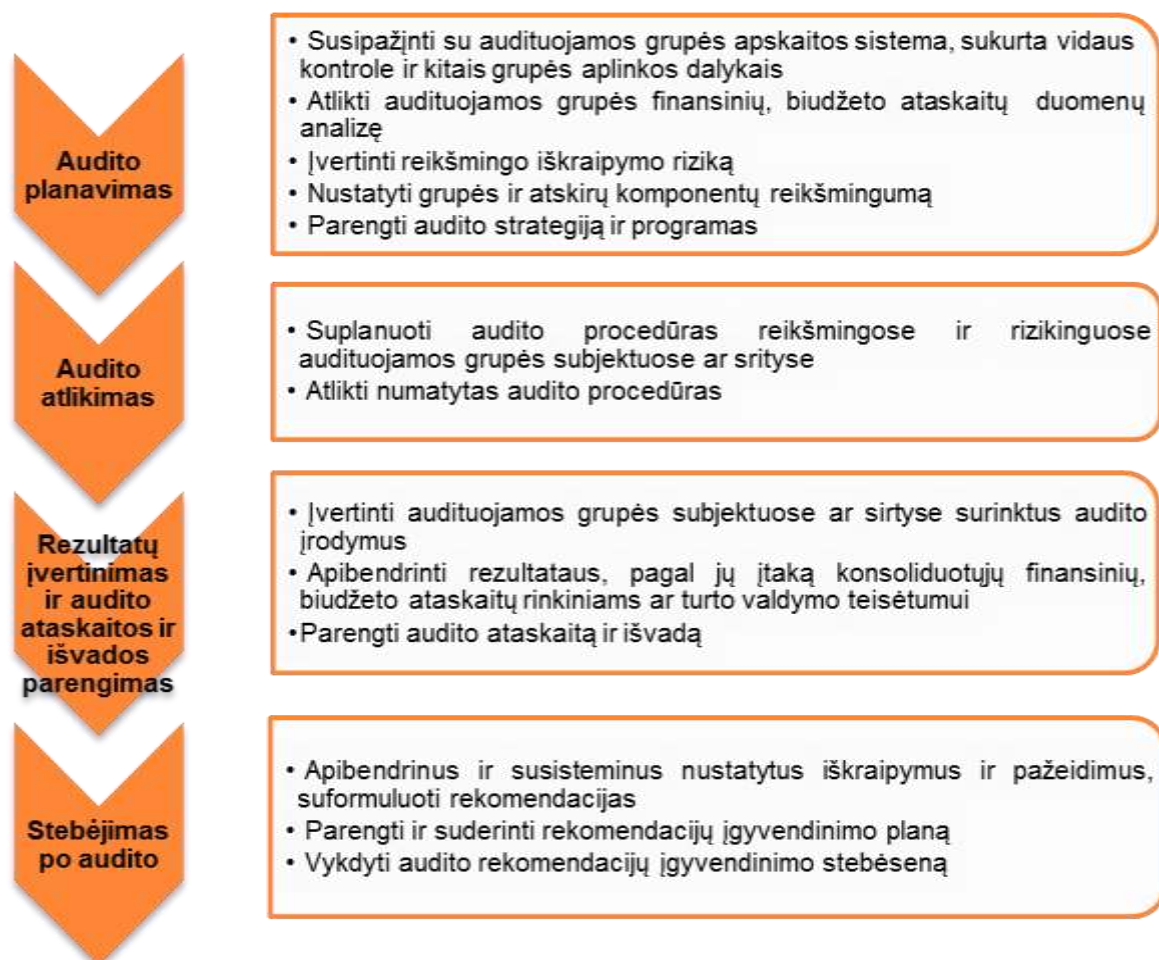 Audito
planavimas
• Susipažinti su audituojamos grupės apskaitos sistema, sukurta vidaus
kontrole ir kitais grupės aplinkos dalykais
• Atlikti audituojamos grupės finansinių, biudžeto ataskaitų duomenų
analizę
• Įvertinti reikšmingo iškraipymo riziką
• Nustatyti grupės ir atskirų komponentų reikšmingumą
• Parengti audito strategiją ir programas
Audito
atlikimas
• Suplanuoti audito procedūras reikšmingose ir rizikinguose
audituojamos grupės subjektuose ar srityse
• Atlikti numatytas audito procedūras
Rezultatų
įvertinimas
ir audito
ataskaitos ir
išvados
parengimas
• Įvertinti audituojamos grupės subjektuose ar sirtyse surinktus audito
įrodymus
• Apibendrinti rezultataus, pagal jų įtaką konsoliduotųjų finansinių,
biudžeto ataskaitų rinkiniams ar turto valdymo teisėtumui
•Parengti audito ataskaitą ir išvadą
Stebėjimas
po audito
• Apibendrinus ir susisteminus nustatytus iškraipymus ir pažeidimus,
suformuluoti rekomendacijas
• Parengti ir suderinti rekomendacijų įgyvendinimo planą
• Vykdyti audito rekomendacijų įgyvendinimo stebėseną